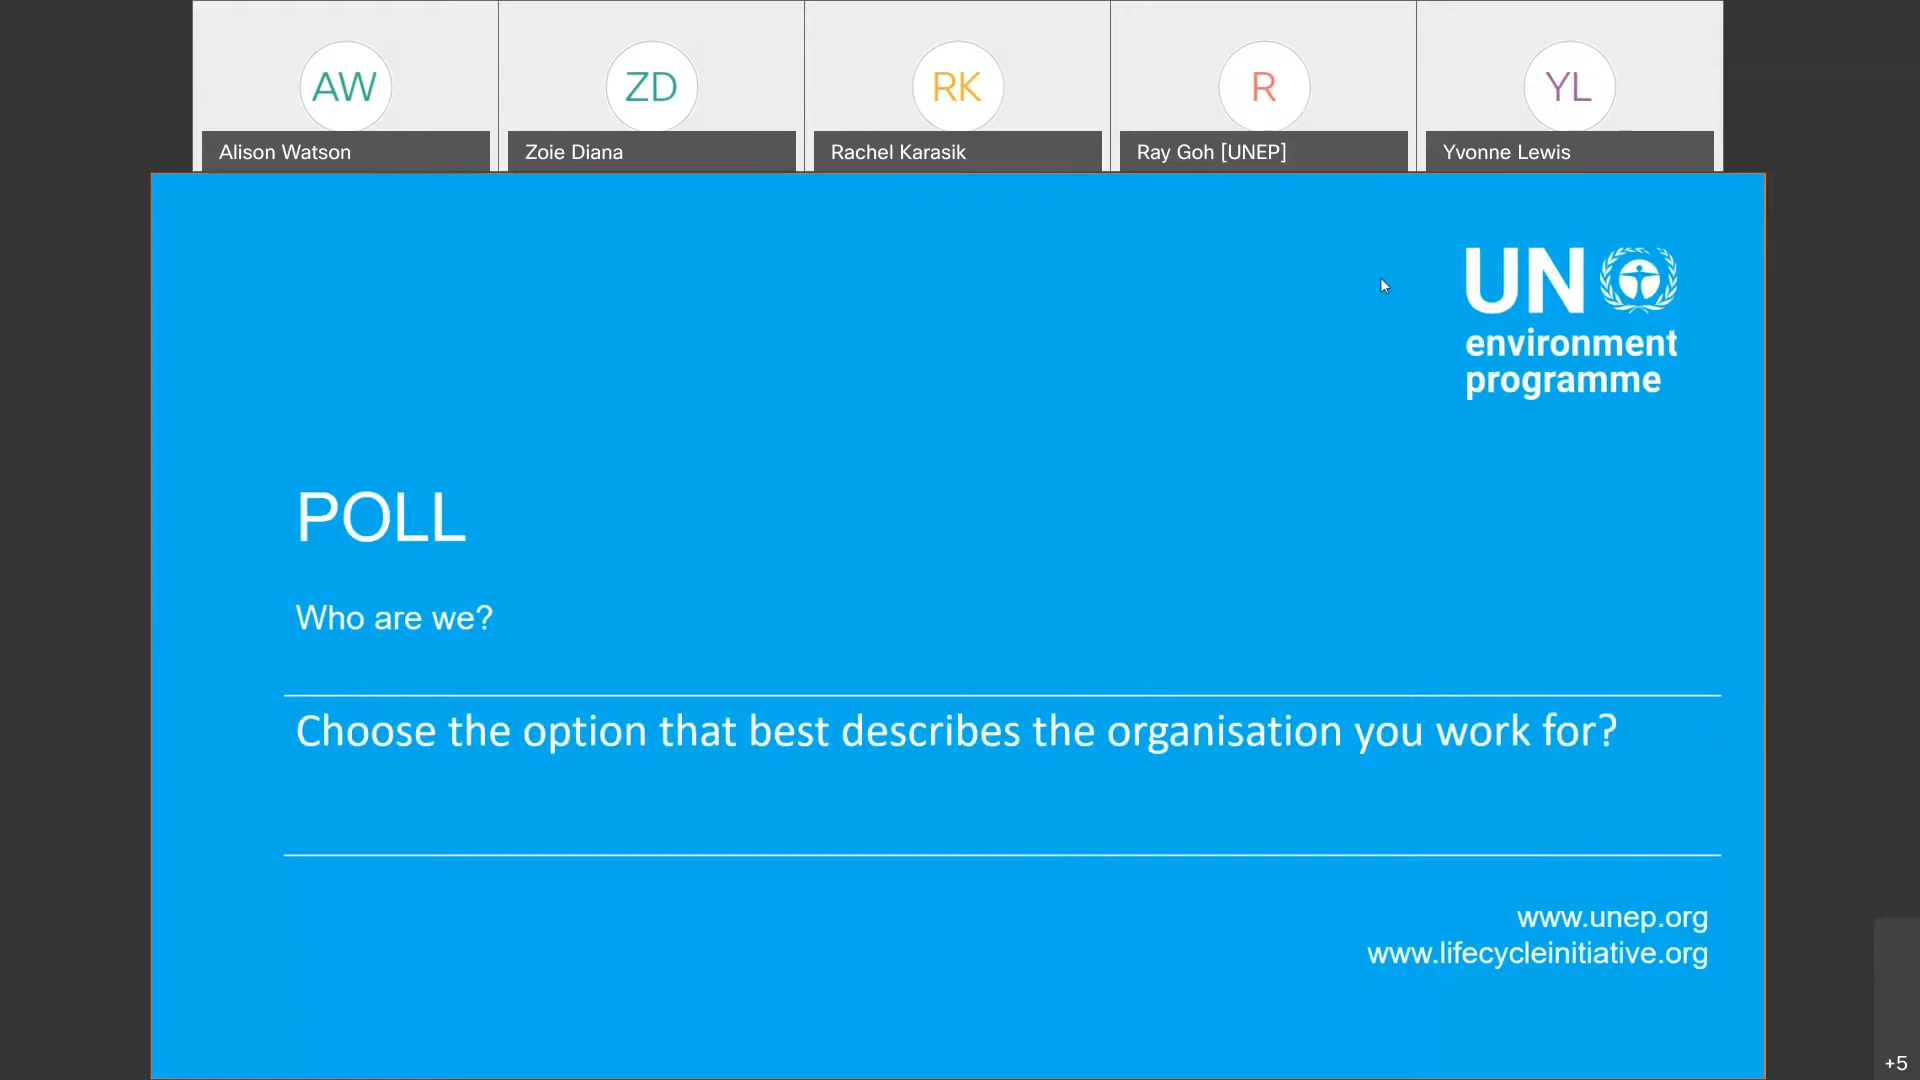 AW
ZD
RK
R
YL
Alison Watson
Zoie Diana
Rachel Karasik
Ray Goh [UNEP]
Yvonne Lewis
UN
environment
programme
POLL
Who are we?
Choose the option that best describes the organisation you work for?
www.unep.org
www.lifecycleinitiative.org
+5